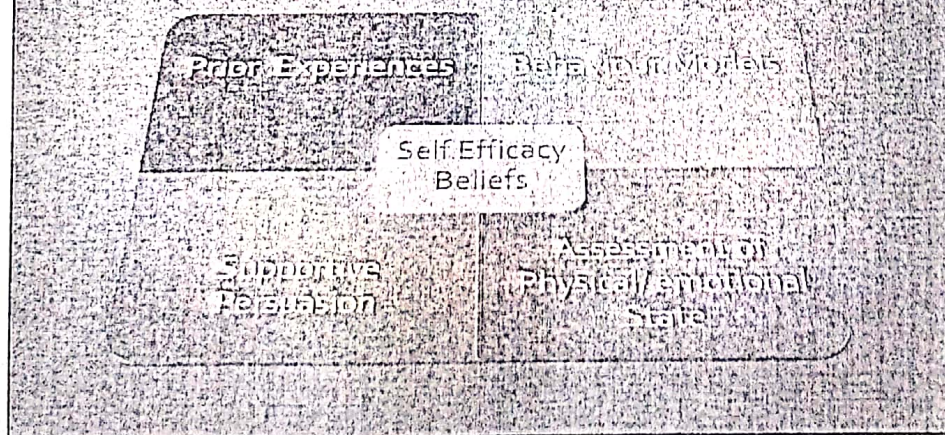 Prior Experiences
Behaviour Models
Self Efficacy
Beliefs
Supportive
Persuasion
Assessment of
Physical/emotional
State